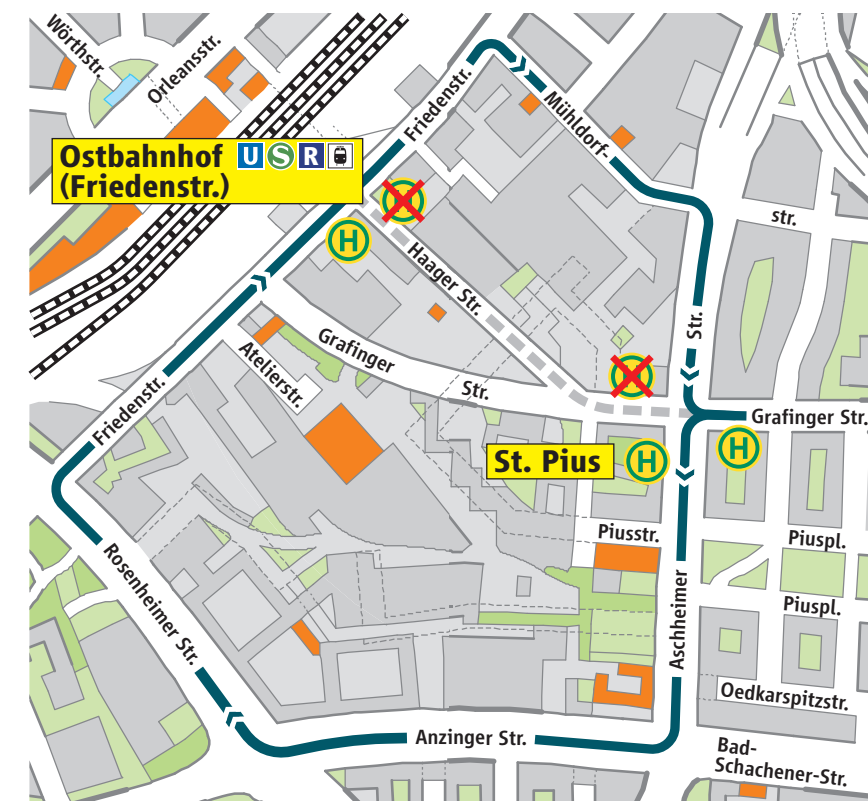 Wörthstr.
Orleansstr.
Friedenstr.
Mühldorf-
Ostbahnhof U S R
(Friedenstr.)
str.
H
Haager Str.
Str.
Grafinger
Str.
Atelierstr.
H
H
Grafinger Str.
Friedenstr.
St. Pius H
H
Piusstr.
Piuspl.
Rosenheimer Str.
Aschheimer
Piuspl.
Oedkarspitzstr.
Anzinger Str.
Bad-
Schachener-Str.